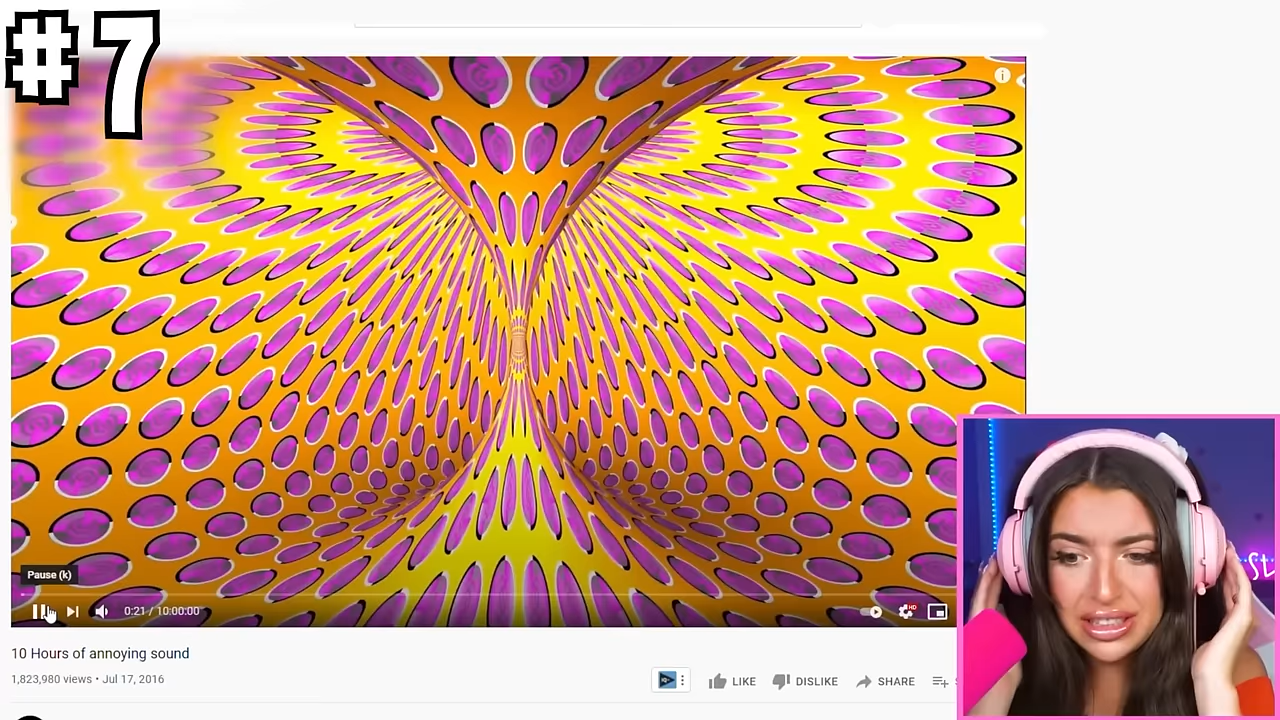 #7
Pause (k)
0:21 / 10:00:00
HD
10 Hours of annoying sound
1,823,980 views • Jul 17, 2016
LIKE
DISLIKE
SHARE